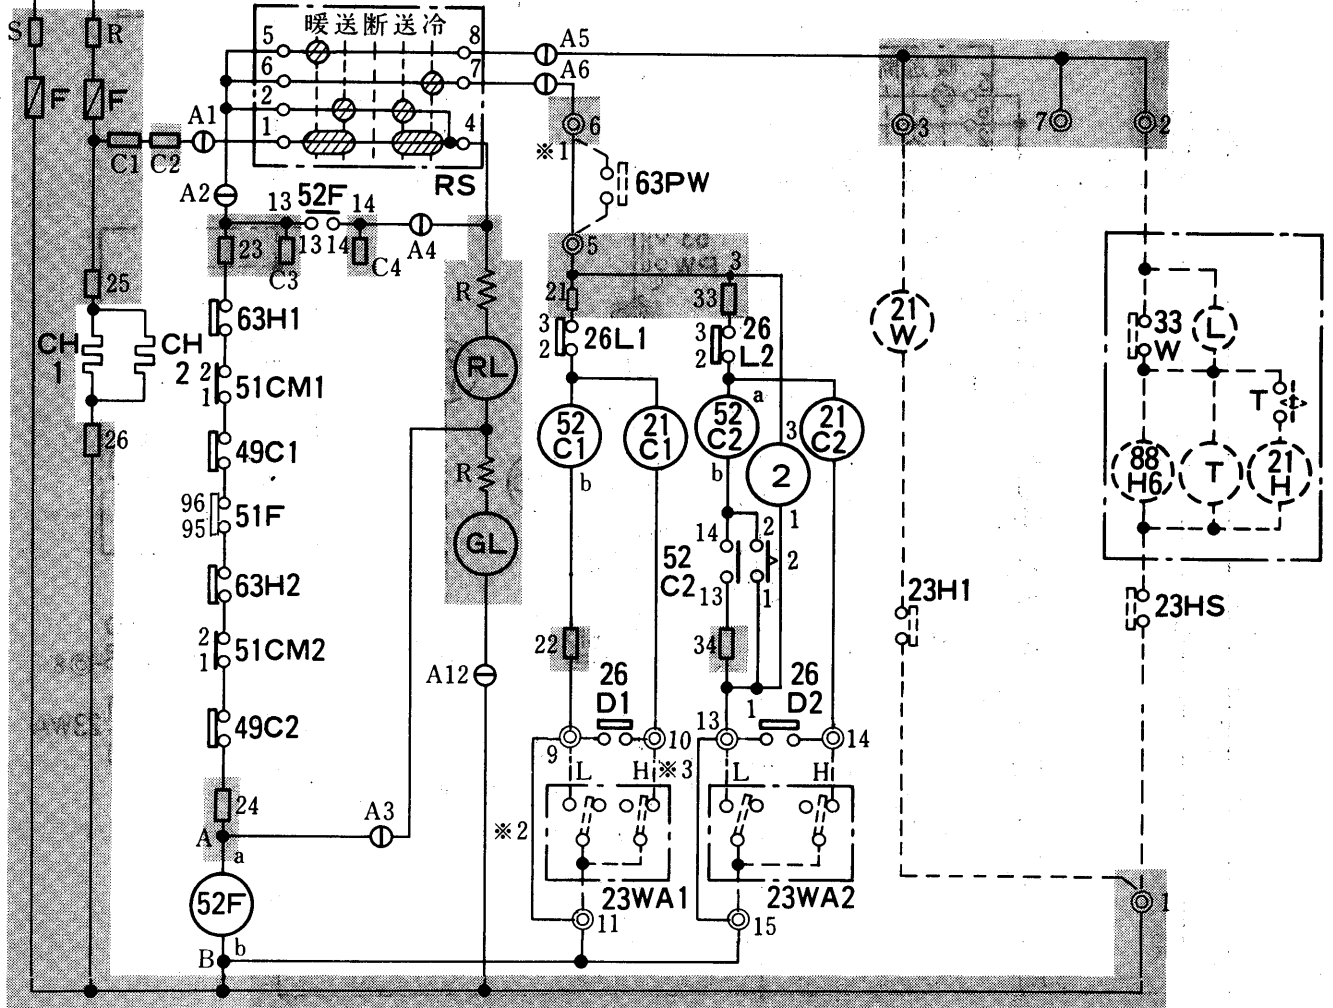 暖送断送冷
S
R
5
8
A5
6
7
A6
F
F
A1
2
1
4
6
3
7
2
C1
C2
※1
RS
63PW
A2
13
52F
14
23
13
14
A4
C3
C4
5
3
25
R
21
33
21
W
63H1
3
2
26L1
3
2
26
L2
33
W
L
CH
1
CH
2
2
1
51CM1
RL
a
T
<t>
52
C1
21
C1
52
C2
21
C2
3
26
49C1
R
b
b
2
88
H6
T
21
H
96
95
51F
1
GL
14
2
2
52
C2
63H2
13
1
23H1
23HS
2
1
51CM2
22
34
A12
26
D1
26
D2
1
49C2
9
10
13
14
L
H
※3
L
H
24
A3
A
a
※2
52F
23WA1
23WA2
1
11
15
B
b